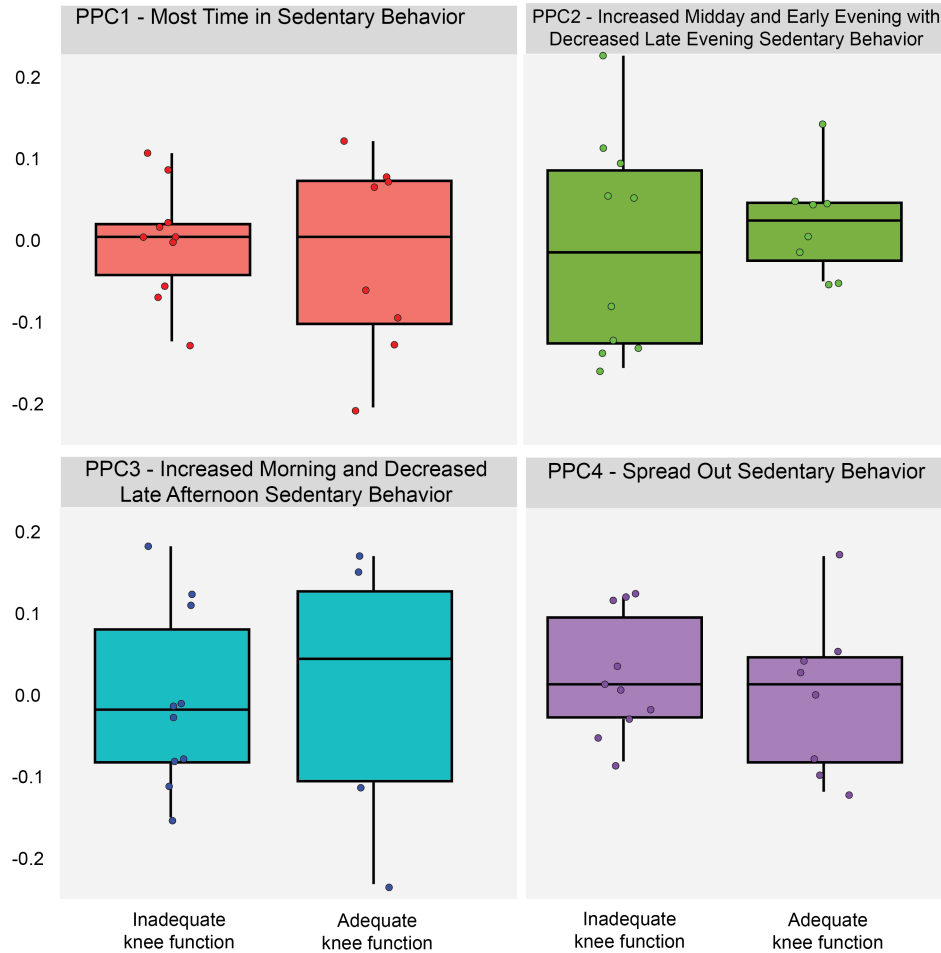 PPC1 - Most Time in Sedentary Behavior
PPC2 - Increased Midday and Early Evening with
Decreased Late Evening Sedentary Behavior
0.2
0.1
0.0
-0.1
-0.2
PPC3 - Increased Morning and Decreased
Late Afternoon Sedentary Behavior
PPC4 - Spread Out Sedentary Behavior
0.2
0.1
0.0
-0.1
-0.2
Inadequate
knee function
Adequate
knee function
Inadequate
knee function
Adequate
knee function